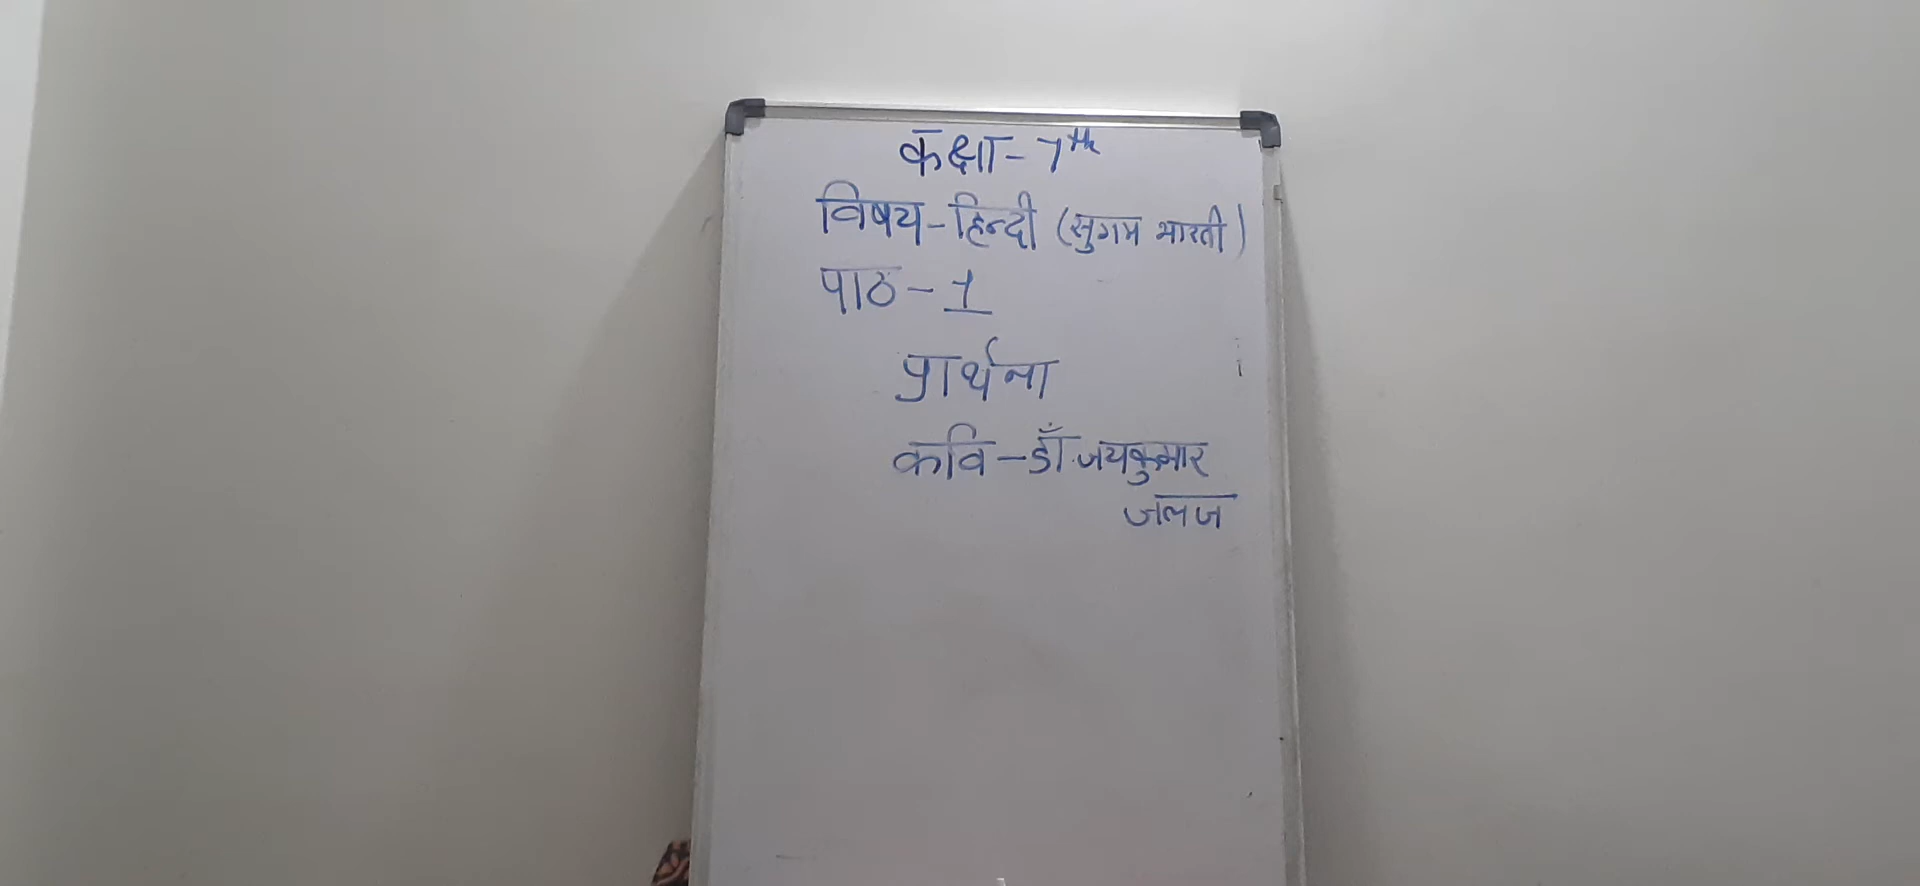 कक्षा - 7th
विषय - हिन्दी (सुगम भारती)
पाठ - 1
प्रार्थना
कवि - डॉ. जयकुमार
जलज